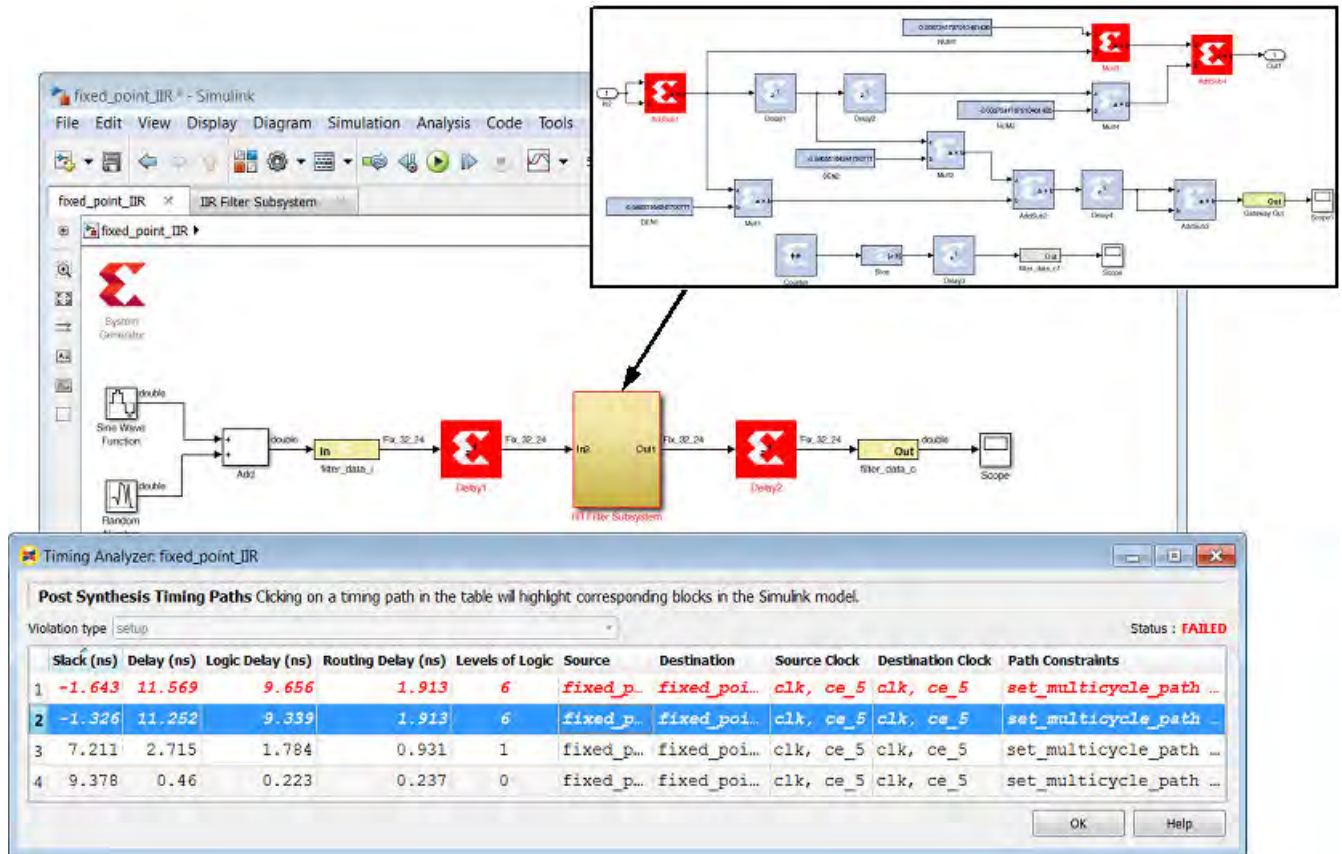 NUM1
Mult3
AddSub4
Out1
In2
AddSub1
Delay1
Delay2
NUM2
Mult4
DEN2
Mult2
DEN1
Mult1
AddSub2
Delay4
AddSub3
Out
Gateway Out
Scope1
Counter
Slice
Delay3
Out
filter_data_o1
Scope
fixed_point_IIR * - Simulink
File Edit View Display Diagram Simulation Analysis Code Tools
fixed_point_IIR IIR Filter Subsystem
fixed_point_IIR
System
Generator
double
Sine Wave
Function
double
Random
Add
double
In
filter_data_i
Fix_32_24
Delay1
Fix_32_24
In2 Out1
IIR Filter Subsystem
Fix_32_24
Delay2
Fix_32_24
Out
filter_data_o
double
Scope
Timing Analyzer: fixed_point_IIR
Post Synthesis Timing Paths Clicking on a timing path in the table will highlight corresponding blocks in the Simulink model.
Violation type setup Status : FAILED
Slack (ns) Delay (ns) Logic Delay (ns) Routing Delay (ns) Levels of Logic Source Destination Source Clock Destination Clock Path Constraints
1 -1.643 11.569 9.656 1.913 6 fixed_p... fixed_poi... clk, ce_5 clk, ce_5 set_multicycle_path ...
2 -1.326 11.252 9.339 1.913 6 fixed_p... fixed_poi... clk, ce_5 clk, ce_5 set_multicycle_path ...
3 7.211 2.715 1.784 0.931 1 fixed_p... fixed_poi... clk, ce_5 clk, ce_5 set_multicycle_path ...
4 9.378 0.46 0.223 0.237 0 fixed_p... fixed_poi... clk, ce_5 clk, ce_5 set_multicycle_path ...
OK Help